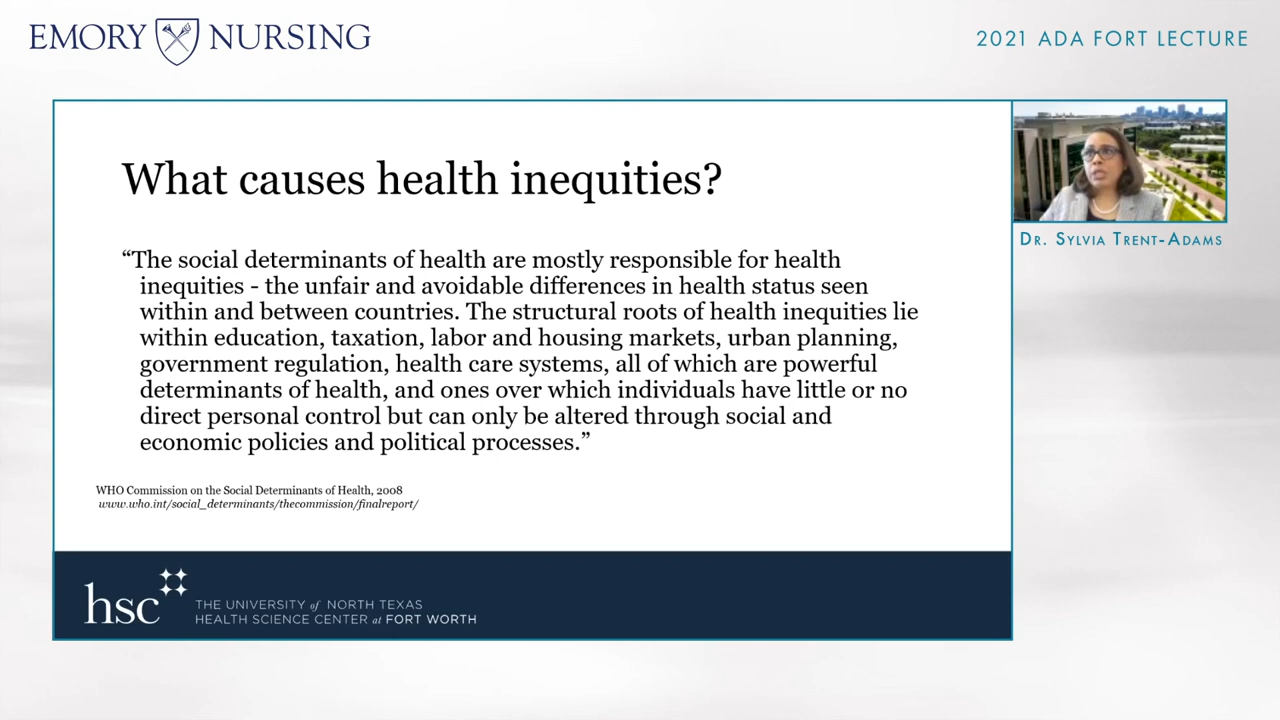 EMORY NURSING
2021 ADA FORT LECTURE
What causes health inequities?
“The social determinants of health are mostly responsible for health
inequities - the unfair and avoidable differences in health status seen
within and between countries. The structural roots of health inequities lie
within education, taxation, labor and housing markets, urban planning,
government regulation, health care systems, all of which are powerful
determinants of health, and ones over which individuals have little or no
direct personal control but can only be altered through social and
economic policies and political processes.”
WHO Commission on the Social Determinants of Health, 2008
www.who.int/social_determinants/thecommission/finalreport/
DR. SYLVIA TRENT-ADAMS
hsc
THE UNIVERSITY of NORTH TEXAS
HEALTH SCIENCE CENTER at FORT WORTH